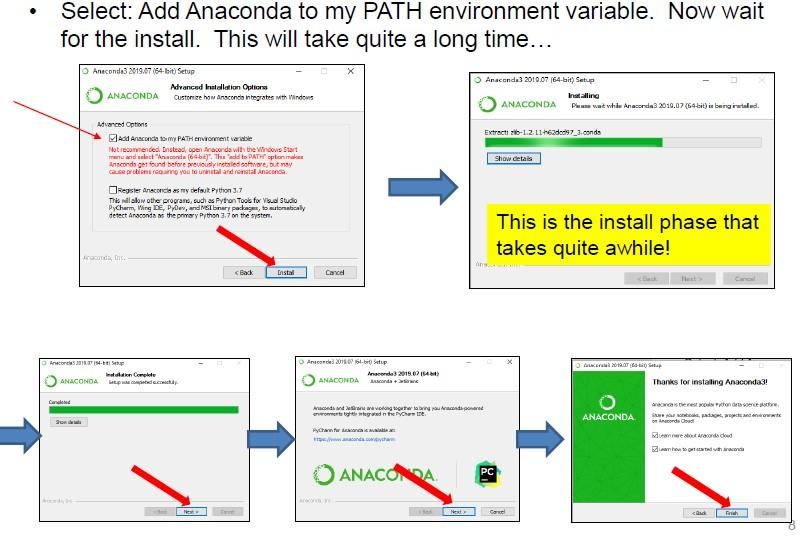 • Select: Add Anaconda to my PATH environment variable. Now wait
for the install. This will take quite a long time…
Anaconda3 2019.07 (64-bit) Setup
ANACONDA
Advanced Installation Options
Customize how Anaconda integrates with Windows
Advanced Options
Add Anaconda to my PATH environment variable
Not recommended. Instead, open Anaconda with the Windows Start
menu and select "Anaconda (64-bit)". This "add to PATH" option makes
Anaconda get found before previously installed software, but may
cause problems requiring you to uninstall and reinstall Anaconda.
Register Anaconda as my default Python 3.7
This will allow other programs, such as Python Tools for Visual Studio
PyCharm, Wing IDE, PyDev, and MSI binary packages, to automatically
detect Anaconda as the primary Python 3.7 on the system.
Anaconda, Inc.
< Back
Install
Cancel
Anaconda3 2019.07 (64-bit) Setup
ANACONDA
Installing
Please wait while Anaconda3 2019.07 (64-bit) is being installed.
Extract: zlib-1.2.11-h62dcd97_3.conda
Show details
This is the install phase that
takes quite awhile!
< Back
Next >
Cancel
Anaconda3 2019.07 (64-bit) Setup
ANACONDA
Installation Complete
Setup was completed successfully.
Completed
Show details
Anaconda, Inc.
< Back
Next >
Cancel
Anaconda3 2019.07 (64-bit) Setup
ANACONDA
Anaconda3 2019.07 (64-bit)
Anaconda + JetBrains
Anaconda and JetBrains are working together to bring you Anaconda-powered
environments tightly integrated in the PyCharm IDE.
PyCharm for Anaconda is available at:
https://www.anaconda.com/pycharm
ANACONDA.
PC
Anaconda, Inc.
< Back
Next >
Cancel
Anaconda3 2019.07 (64-bit) Setup
ANACONDA.
Thanks for installing Anaconda3!
Anaconda is the most popular Python data science platform.
Share your notebooks, packages, projects and environments
on Anaconda Cloud!
Learn more about Anaconda Cloud
Learn how to get started with Anaconda
< Back
Finish
Cancel
8